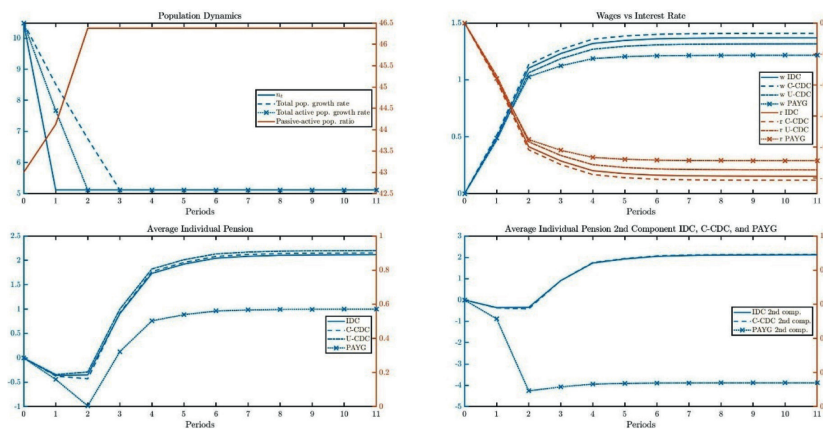 Population Dynamics
10
9
8
7
6
5
46.5
46
45.5
45
44.5
44
43.5
43
42.5
n_t
Total pop. growth rate
Total active pop. growth rate
Passive-active pop. ratio
0 1 2 3 4 5 6 7 8 9 10 11
Periods
Wages vs Interest Rate
1.5
1
0.5
0
w IDC
w C-CDC
w U-CDC
w PAYG
r IDC
r C-CDC
r U-CDC
r PAYG
0 1 2 3 4 5 6 7 8 9 10 11
Periods
Average Individual Pension
2.5
2
1.5
1
0.5
0
-0.5
-1
1
0.8
0.6
0.4
0.2
0
IDC
C-CDC
U-CDC
PAYG
0 1 2 3 4 5 6 7 8 9 10 11
Periods
Average Individual Pension 2nd Component IDC, C-CDC, and PAYG
3
2
1
0
-1
-2
-3
-4
-5
IDC 2nd comp.
C-CDC 2nd comp.
PAYG 2nd comp.
0 1 2 3 4 5 6 7 8 9 10 11
Periods